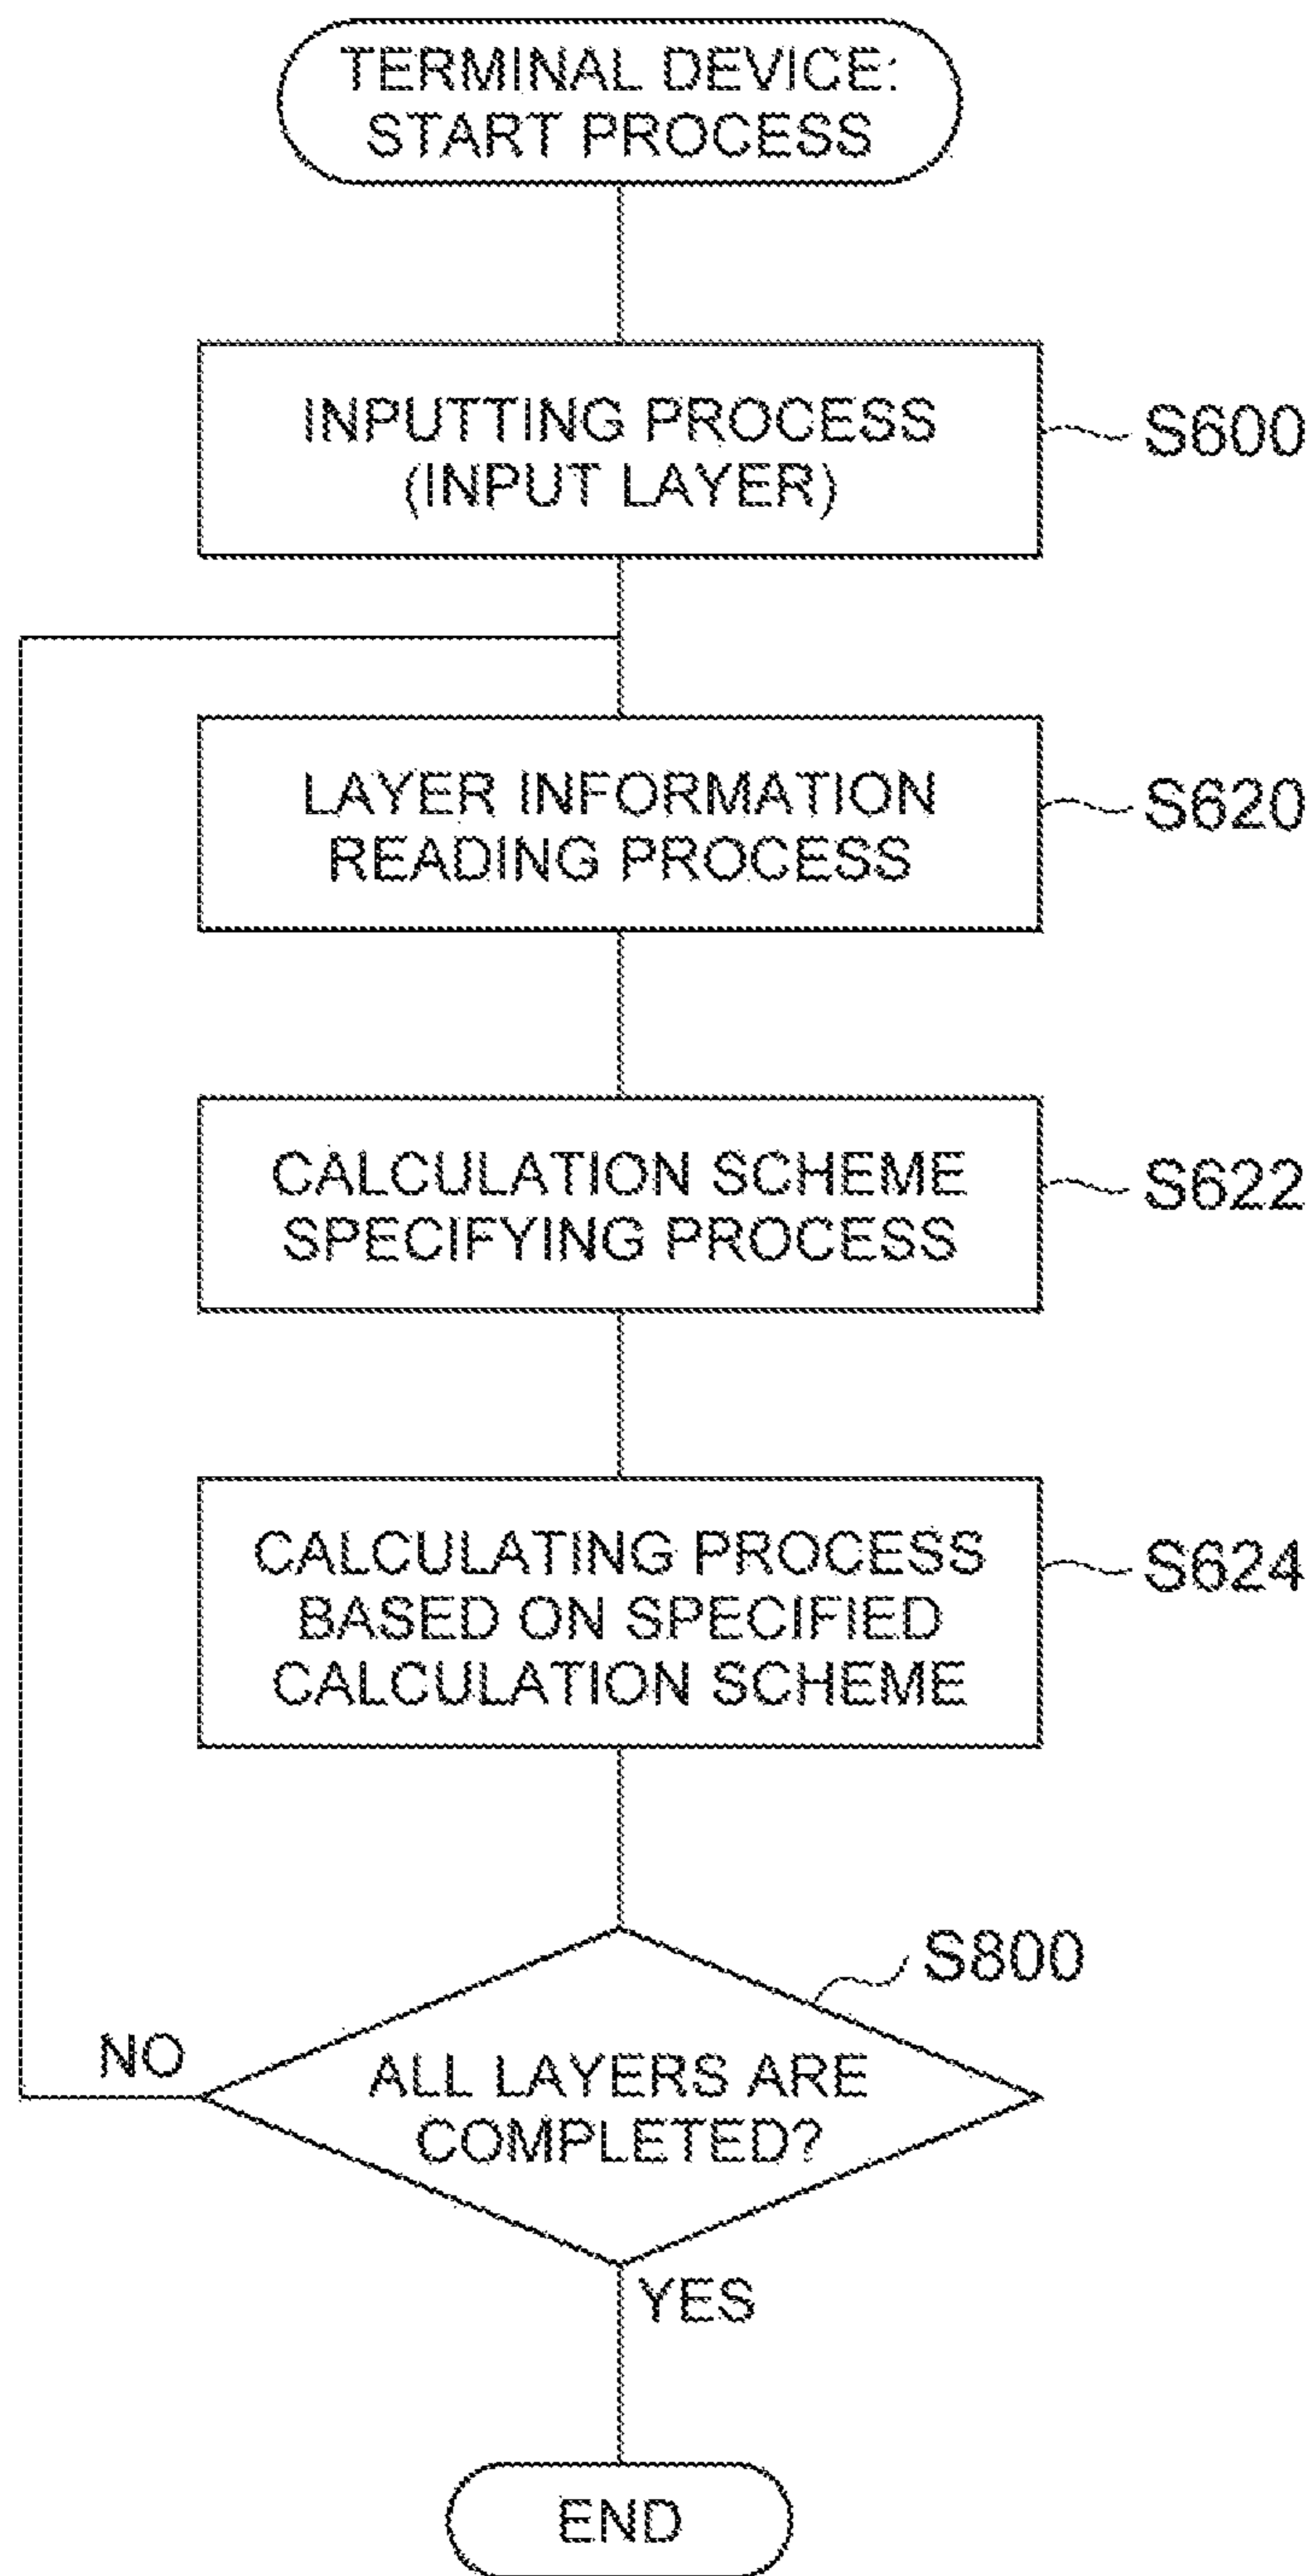 TERMINAL DEVICE:
START PROCESS
INPUTTING PROCESS
(INPUT LAYER)
S600
LAYER INFORMATION
READING PROCESS
S620
CALCULATION SCHEME
SPECIFYING PROCESS
S622
CALCULATING PROCESS
BASED ON SPECIFIED
CALCULATION SCHEME
S624
S800
NO
ALL LAYERS ARE
COMPLETED?
YES
END